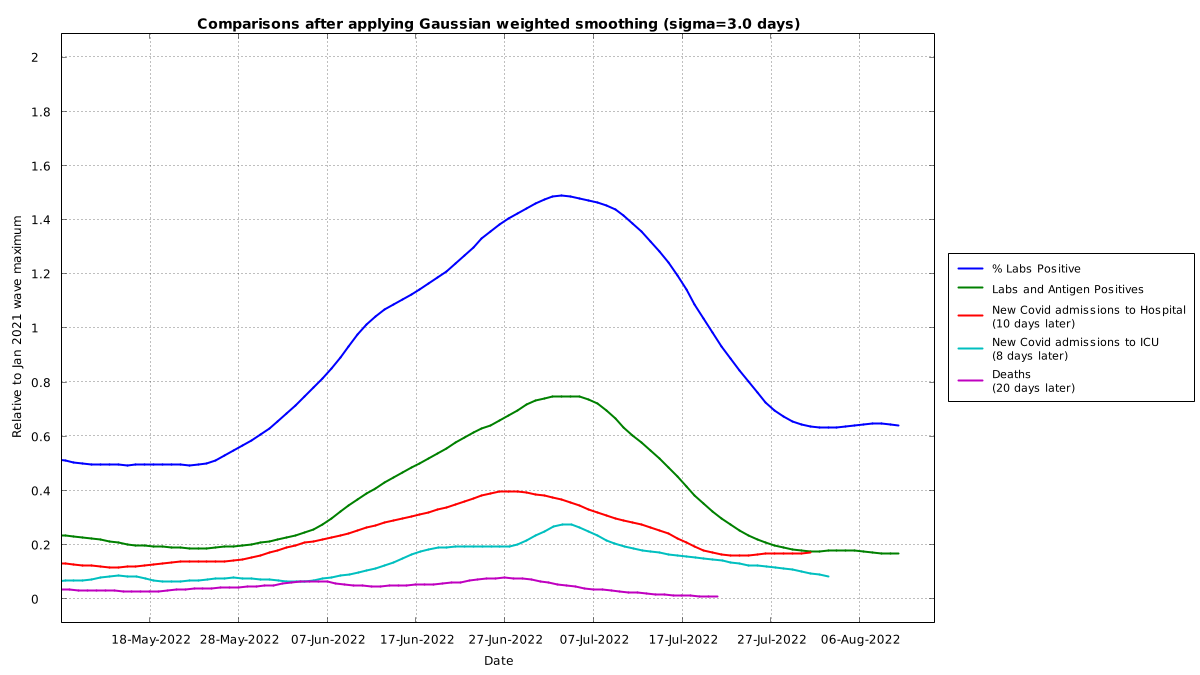 Comparisons after applying Gaussian weighted smoothing (sigma=3.0 days)
Relative to Jan 2021 wave maximum
2
1.8
1.6
1.4
1.2
1
0.8
0.6
0.4
0.2
0
18-May-2022 28-May-2022 07-Jun-2022 17-Jun-2022 27-Jun-2022 07-Jul-2022 17-Jul-2022 27-Jul-2022 06-Aug-2022
Date
% Labs Positive
Labs and Antigen Positives
New Covid admissions to Hospital
(10 days later)
New Covid admissions to ICU
(8 days later)
Deaths
(20 days later)